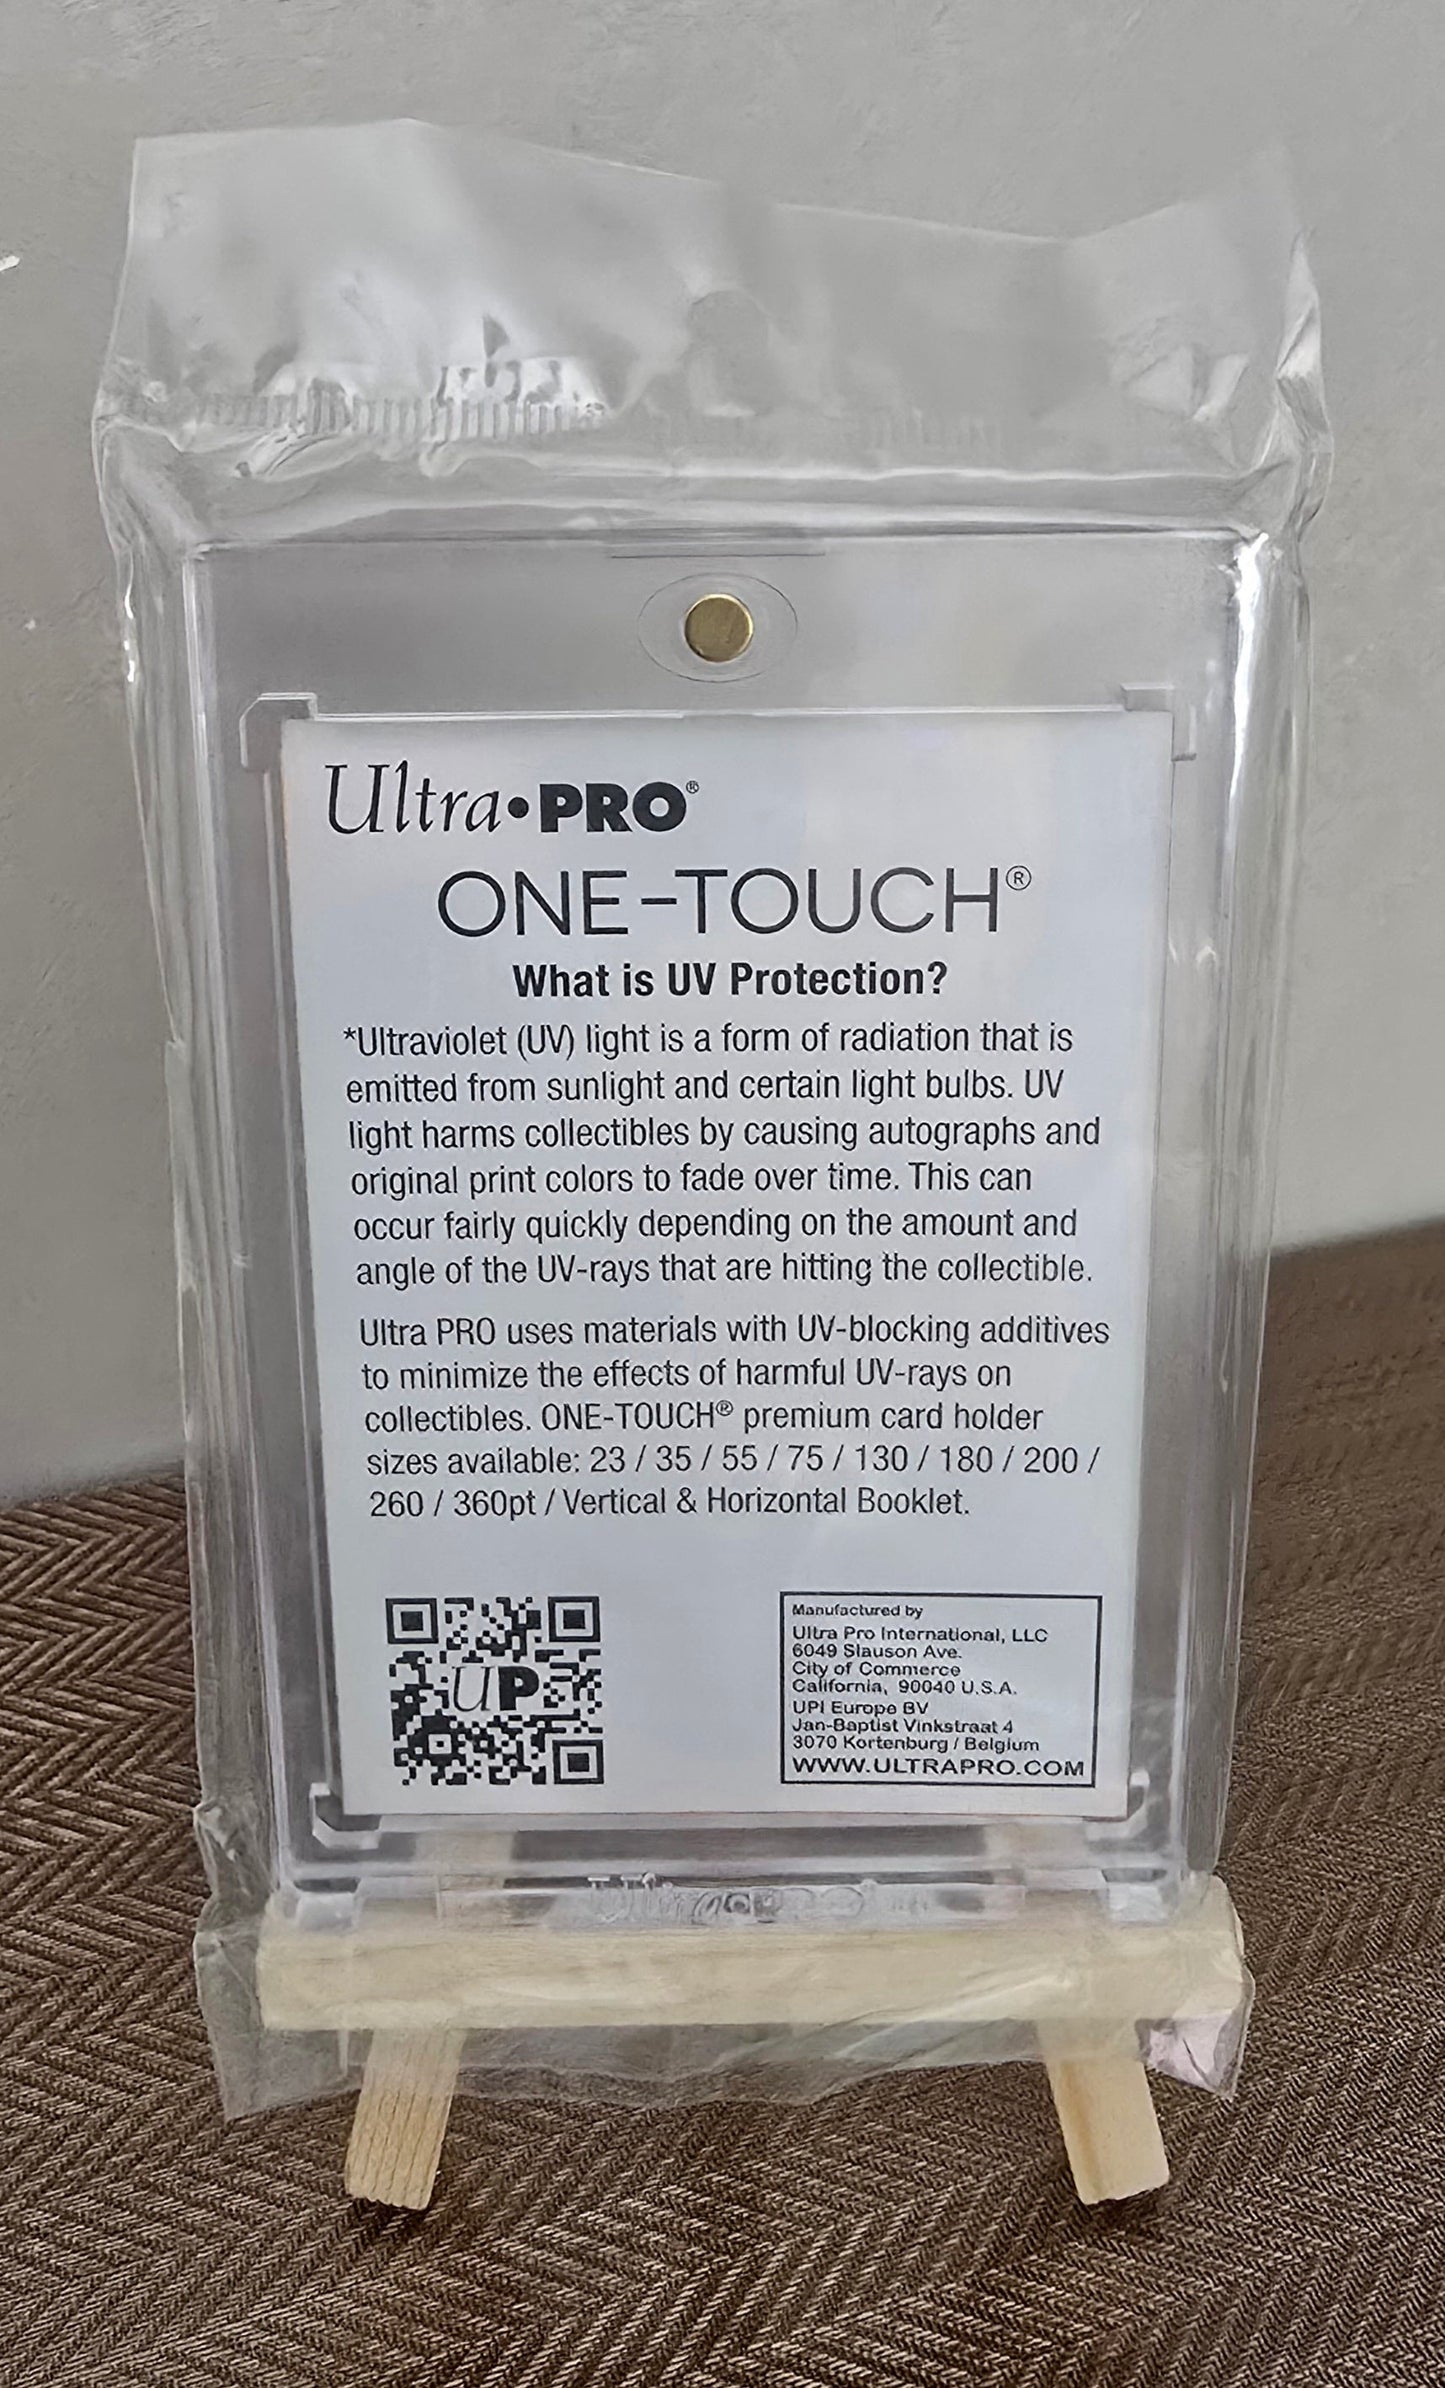 Ultra•PRO®
ONE-TOUCH®
What is UV Protection?
*Ultraviolet (UV) light is a form of radiation that is
emitted from sunlight and certain light bulbs. UV
light harms collectibles by causing autographs and
original print colors to fade over time. This can
occur fairly quickly depending on the amount and
angle of the UV-rays that are hitting the collectible.
Ultra PRO uses materials with UV-blocking additives
to minimize the effects of harmful UV-rays on
collectibles. ONE-TOUCH® premium card holder
sizes available: 23 / 35 / 55 / 75 / 130 / 180 / 200 /
260 / 360pt / Vertical & Horizontal Booklet.
UP
Manufactured by
Ultra Pro International, LLC
6049 Slauson Ave.
City of Commerce
California, 90040 U.S.A.
UPI Europe BV
Jan-Baptist Vinkstraat 4
3070 Kortenburg / Belgium
WWW.ULTRAPRO.COM